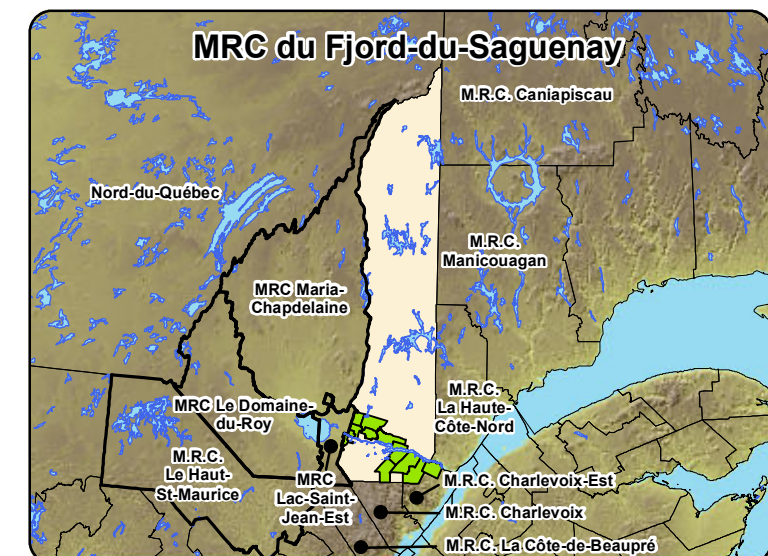 MRC du Fjord-du-Saguenay
M.R.C. Caniapiscau
Nord-du-Québec
M.R.C.
Manicouagan
MRC Maria-
Chapdelaine
MRC Le Domaine-
du-Roy
M.R.C.
La Haute-
Côte-Nord
M.R.C.
Le Haut-
St-Maurice
MRC
Lac-Saint-
Jean-Est
M.R.C. Charlevoix-Est
M.R.C. Charlevoix
M.R.C. La Côte-de-Beaupré